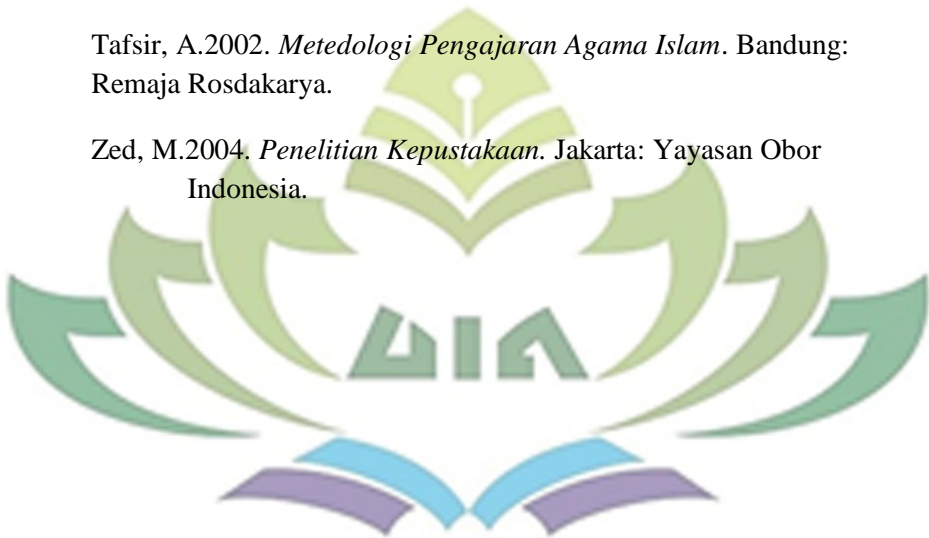 Tafsir, A.2002. Metedologi Pengajaran Agama Islam. Bandung:
Remaja Rosdakarya.
Zed, M.2004. Penelitian Kepustakaan. Jakarta: Yayasan Obor
Indonesia.
UIN